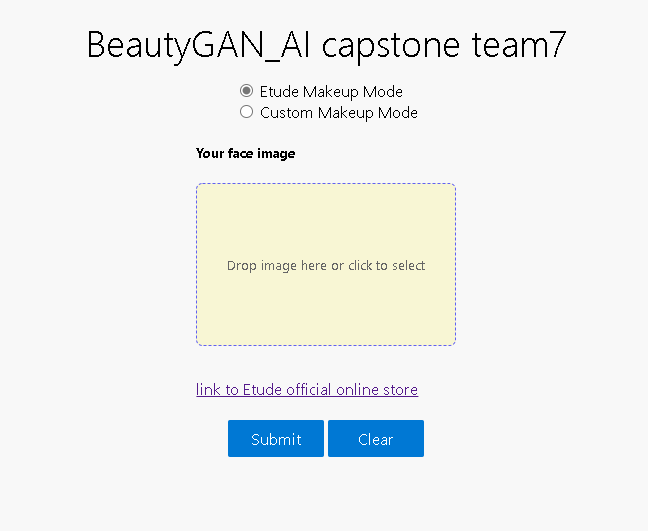 BeautyGAN_AI capstone team7
Etude Makeup Mode
Custom Makeup Mode
Your face image
Drop image here or click to select
link to Etude official online store
Submit Clear